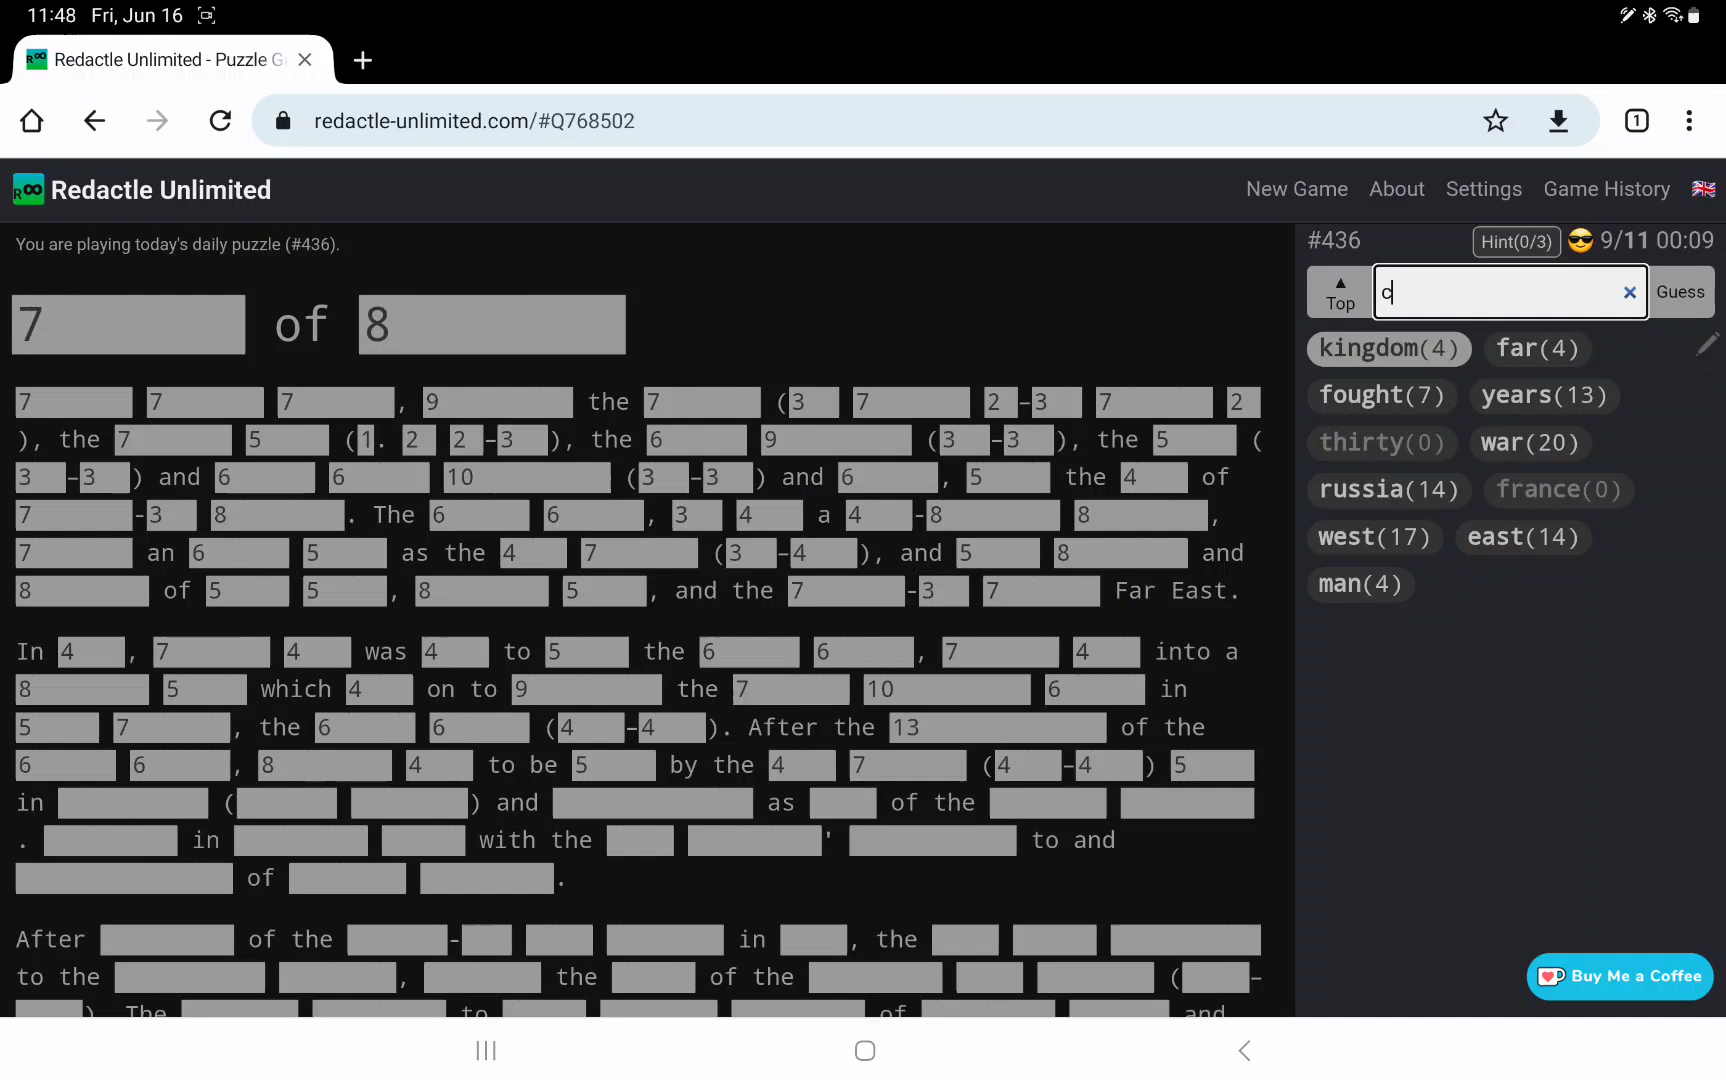 11:48 Fri, Jun 16
Redactle Unlimited - Puzzle G
redactle-unlimited.com/#Q768502
1
R∞ Redactle Unlimited
New Game About Settings Game History
You are playing today's daily puzzle (#436).
#436 Hint(0/3) 😎 9/11 00:09
▲ Top c × Guess
7 of 8
kingdom(4) far(4)
fought(7) years(13)
thirty(0) war(20)
russia(14) france(0)
west(17) east(14)
man(4)
7 7 7, 9 the 7 (3 7 2–3 7 2
), the 7 5 (1. 2 2–3), the 6 9 (3–3), the 5 (
3–3) and 6 6 10 (3–3) and 6, 5 the 4 of
7-3 8. The 6 6, 3 4 a 4-8 8,
7 an 6 5 as the 4 7 (3–4), and 5 8 and
8 of 5 5, 8 5, and the 7-3 7 Far East.
In 4, 7 4 was 4 to 5 the 6 6, 7 4 into a
8 5 which 4 on to 9 the 7 10 6 in
5 7, the 6 6 (4–4). After the 13 of the
6 6, 8 4 to be 5 by the 4 7 (4–4) 5
in ( ) and as of the
. in with the ' to and
of .
After of the - in , the
to the , the of the ( –
). The to of and
Buy Me a Coffee